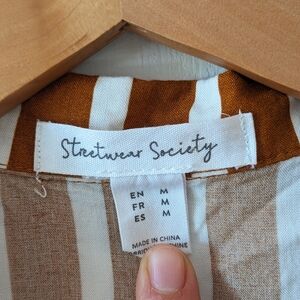 Streetwear Society
EN M
FR M
ES M
MADE IN CHINA